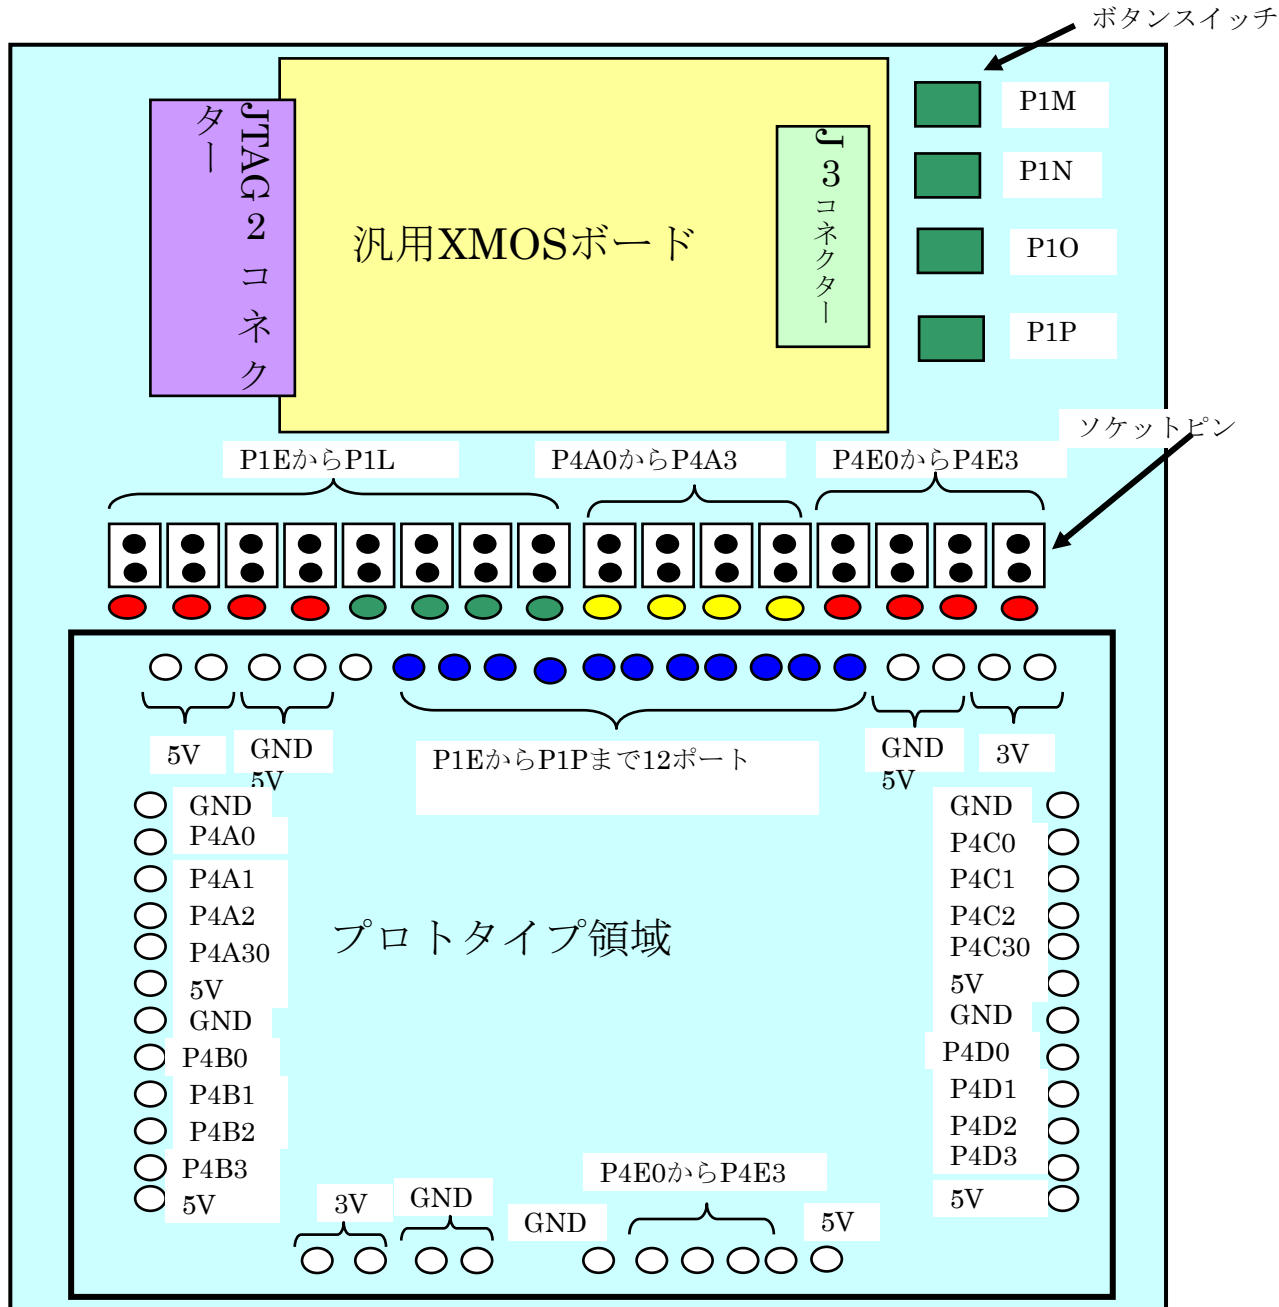 ボタンスイッチ
P1M
P1N
P1O
P1P
JTAG2コネク
ター
汎用XMOSボード
J3コネクター
ソケットピン
P1EからP1L
P4A0からP4A3
P4E0からP4E3
5V
GND
5V
P1EからP1Pまで12ポート
GND
5V
3V
GND
P4A0
P4A1
P4A2
P4A30
5V
GND
P4B0
P4B1
P4B2
P4B3
5V
プロトタイプ領域
GND
P4C0
P4C1
P4C2
P4C30
5V
GND
P4D0
P4D1
P4D2
P4D3
5V
3V
GND
GND
P4E0からP4E3
5V